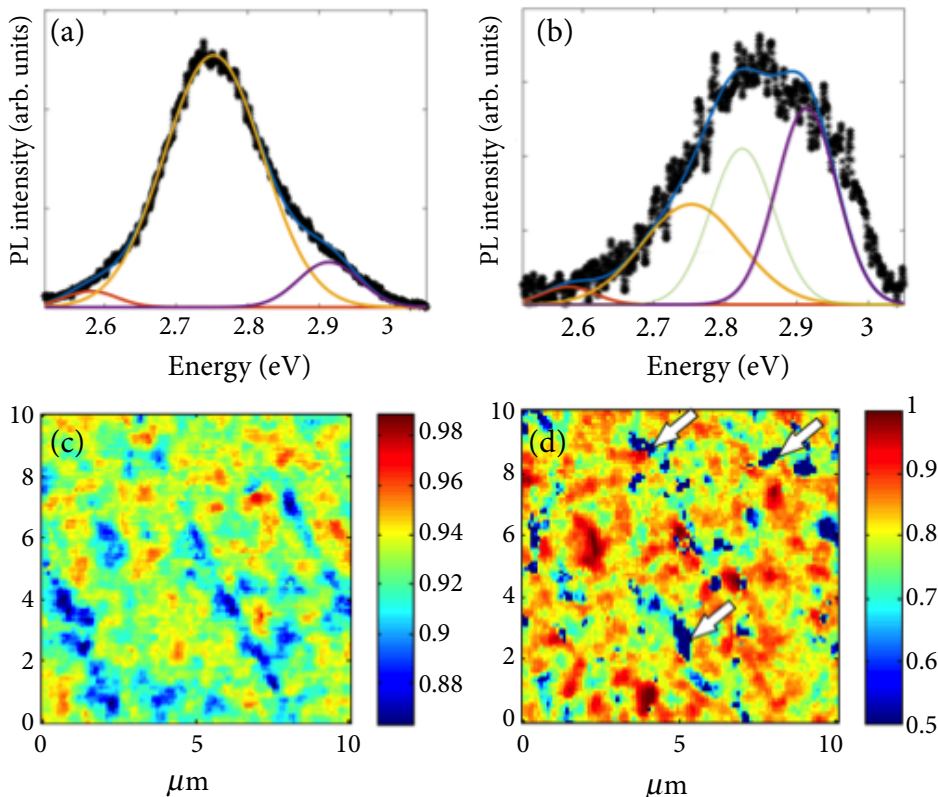 (a)
PL intensity (arb. units)
2.6 2.7 2.8 2.9 3
Energy (eV)
(b)
PL intensity (arb. units)
2.6 2.7 2.8 2.9 3
Energy (eV)
(c)
10
8
6
4
2
0
0 5 10
μm
0.98
0.96
0.94
0.92
0.9
0.88
(d)
10
8
6
4
2
0
0 5 10
μm
1
0.9
0.8
0.7
0.6
0.5